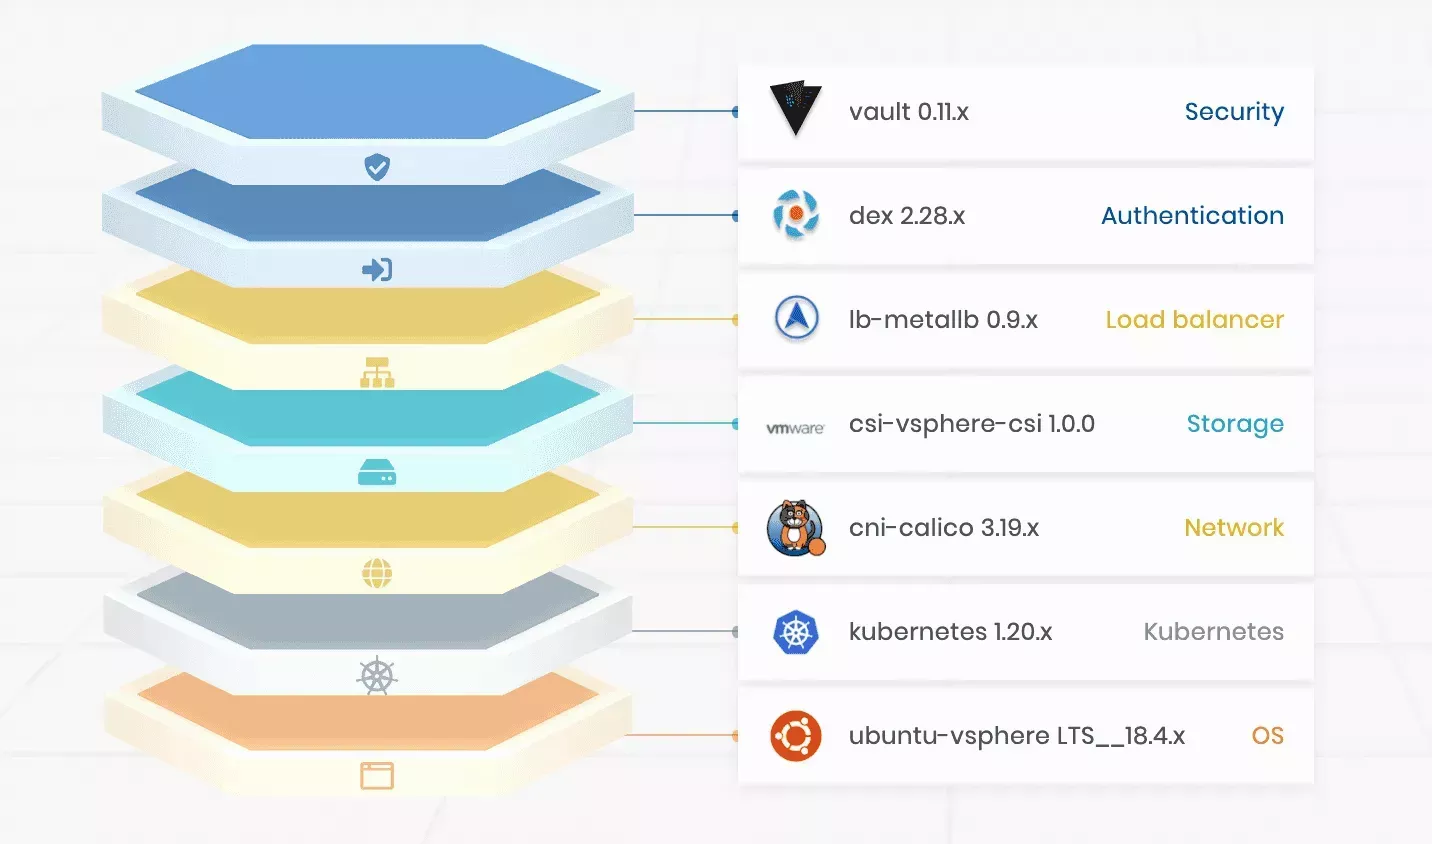 vault 0.11.x Security
dex 2.28.x Authentication
lb-metallb 0.9.x Load balancer
vmware csi-vsphere-csi 1.0.0 Storage
cni-calico 3.19.x Network
kubernetes 1.20.x Kubernetes
ubuntu-vsphere LTS__18.4.x OS